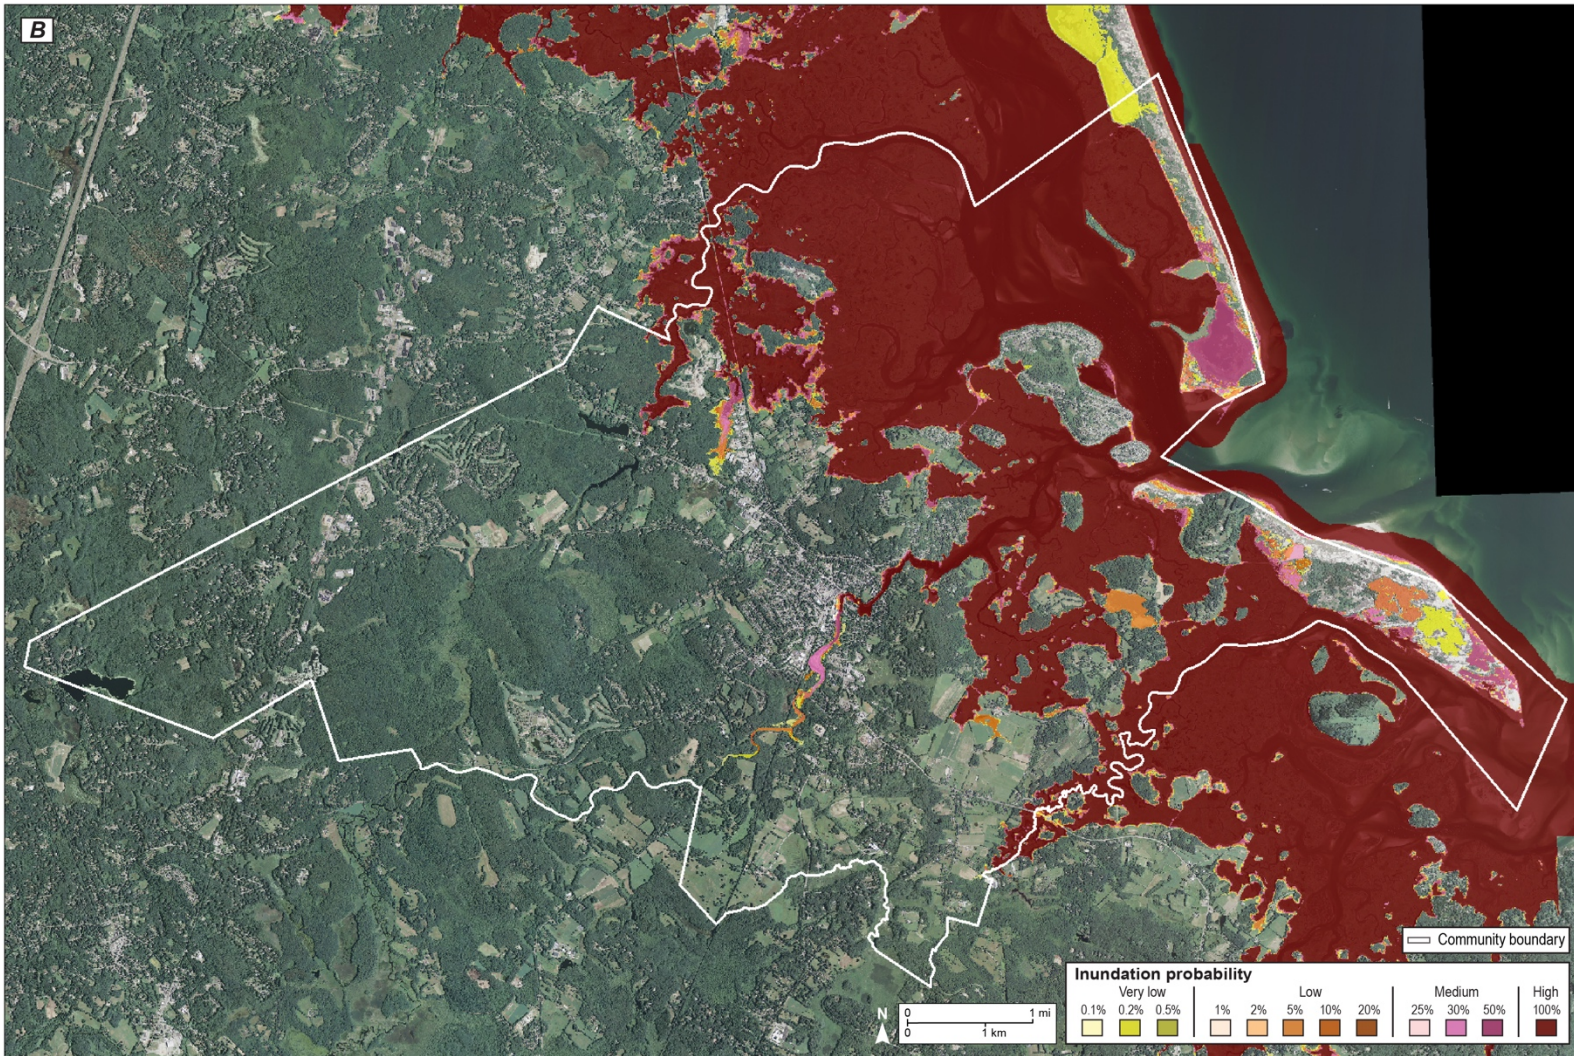 B
Community boundary
Inundation probability
Very low Low Medium High
0.1% 0.2% 0.5% 1% 2% 5% 10% 20% 25% 30% 50% 100%
N
0 1 mi
0 1 km